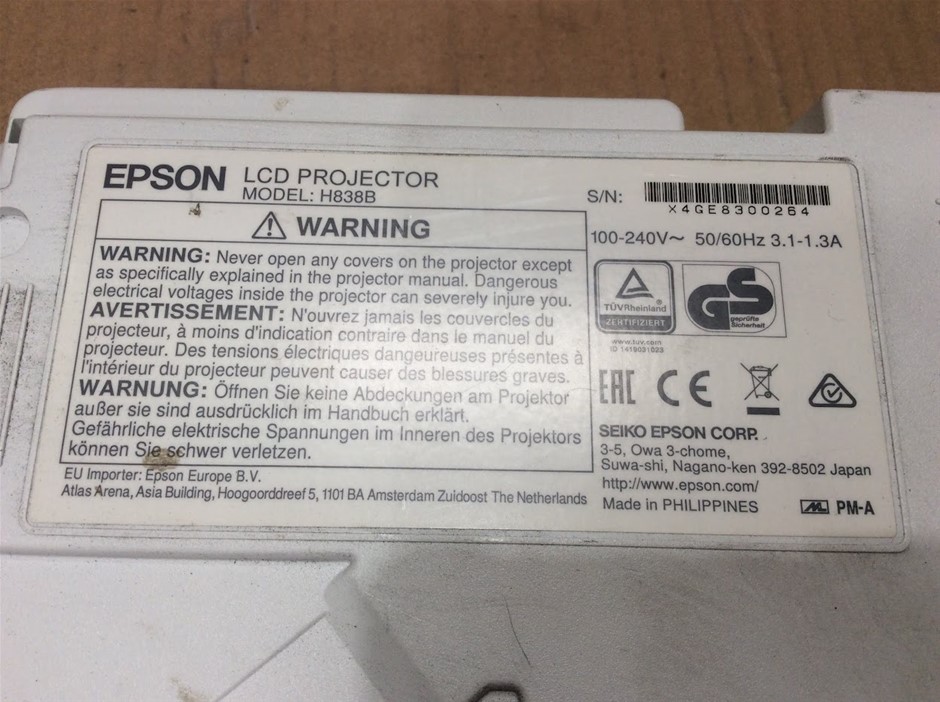 EPSON LCD PROJECTOR
MODEL: H838B
⚠ WARNING
WARNING: Never open any covers on the projector except
as specifically explained in the projector manual. Dangerous
electrical voltages inside the projector can severely injure you.
AVERTISSEMENT: N'ouvrez jamais les couvercles du
projecteur, à moins d'indication contraire dans le manuel du
projecteur. Des tensions électriques dangeureuses présentes à
l'intérieur du projecteur peuvent causer des blessures graves.
WARNUNG: Öffnen Sie keine Abdeckungen am Projektor
außer sie sind ausdrücklich im Handbuch erklärt.
Gefährliche elektrische Spannungen im Inneren des Projektors
können Sie schwer verletzen.
EU Importer: Epson Europe B.V.
Atlas Arena, Asia Building, Hoogoorddreef 5, 1101 BA Amsterdam Zuidoost The Netherlands
S/N:
X4GE8300264
100-240V~ 50/60Hz 3.1-1.3A
TÜVRheinland®
ZERTIFIZIERT
GS
geprüfte
Sicherheit
www.tuv.com
ID 1419031023
EAC CE
SEIKO EPSON CORP.
3-5, Owa 3-chome,
Suwa-shi, Nagano-ken 392-8502 Japan
http://www.epson.com/
Made in PHILIPPINES
PM-A